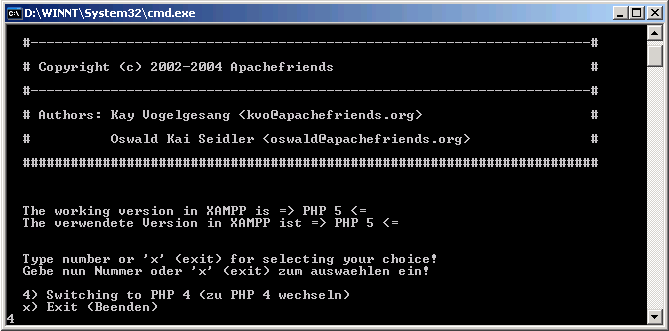 D:\WINNT\System32\cmd.exe
#----------------------------------------------------------------------#
# Copyright (c) 2002-2004 Apachefriends #
#----------------------------------------------------------------------#
# Authors: Kay Vogelgesang <kvo@apachefriends.org> #
# Oswald Kai Seidler <oswald@apachefriends.org> #
########################################################################
The working version in XAMPP is => PHP 5 <=
The verwendete Version in XAMPP ist => PHP 5 <=
Type number or 'x' (exit) for selecting your choice!
Gebe nun Nummer oder 'x' (exit) zum auswaehlen ein!
4) Switching to PHP 4 (zu PHP 4 wechseln)
x) Exit (Beenden)
4